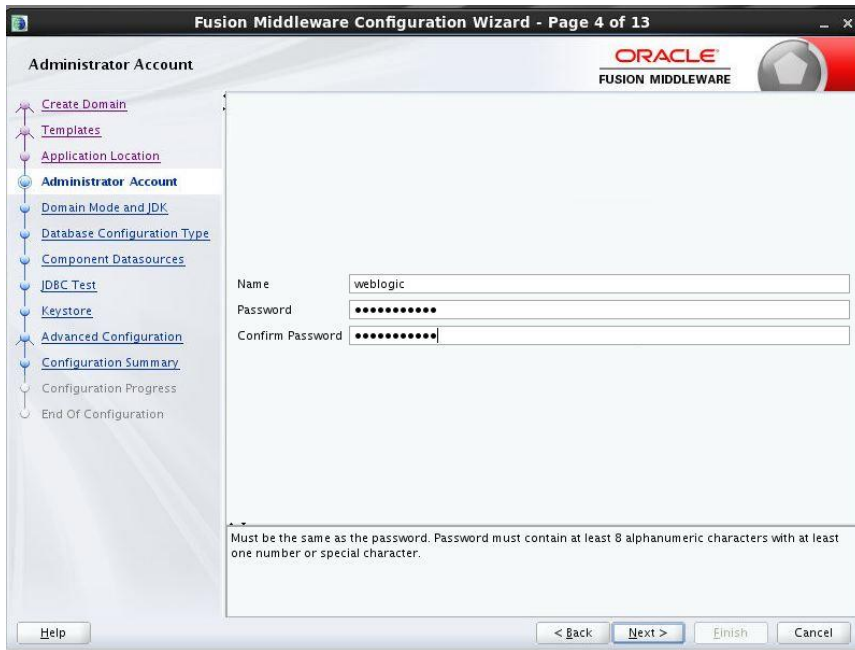 Fusion Middleware Configuration Wizard - Page 4 of 13
Administrator Account
ORACLE
FUSION MIDDLEWARE
Create Domain
Templates
Application Location
Administrator Account
Domain Mode and JDK
Database Configuration Type
Component Datasources
JDBC Test
Keystore
Advanced Configuration
Configuration Summary
Configuration Progress
End Of Configuration
Name weblogic
Password •••••••••••
Confirm Password •••••••••••
Must be the same as the password. Password must contain at least 8 alphanumeric characters with at least
one number or special character.
Help < Back Next > Finish Cancel